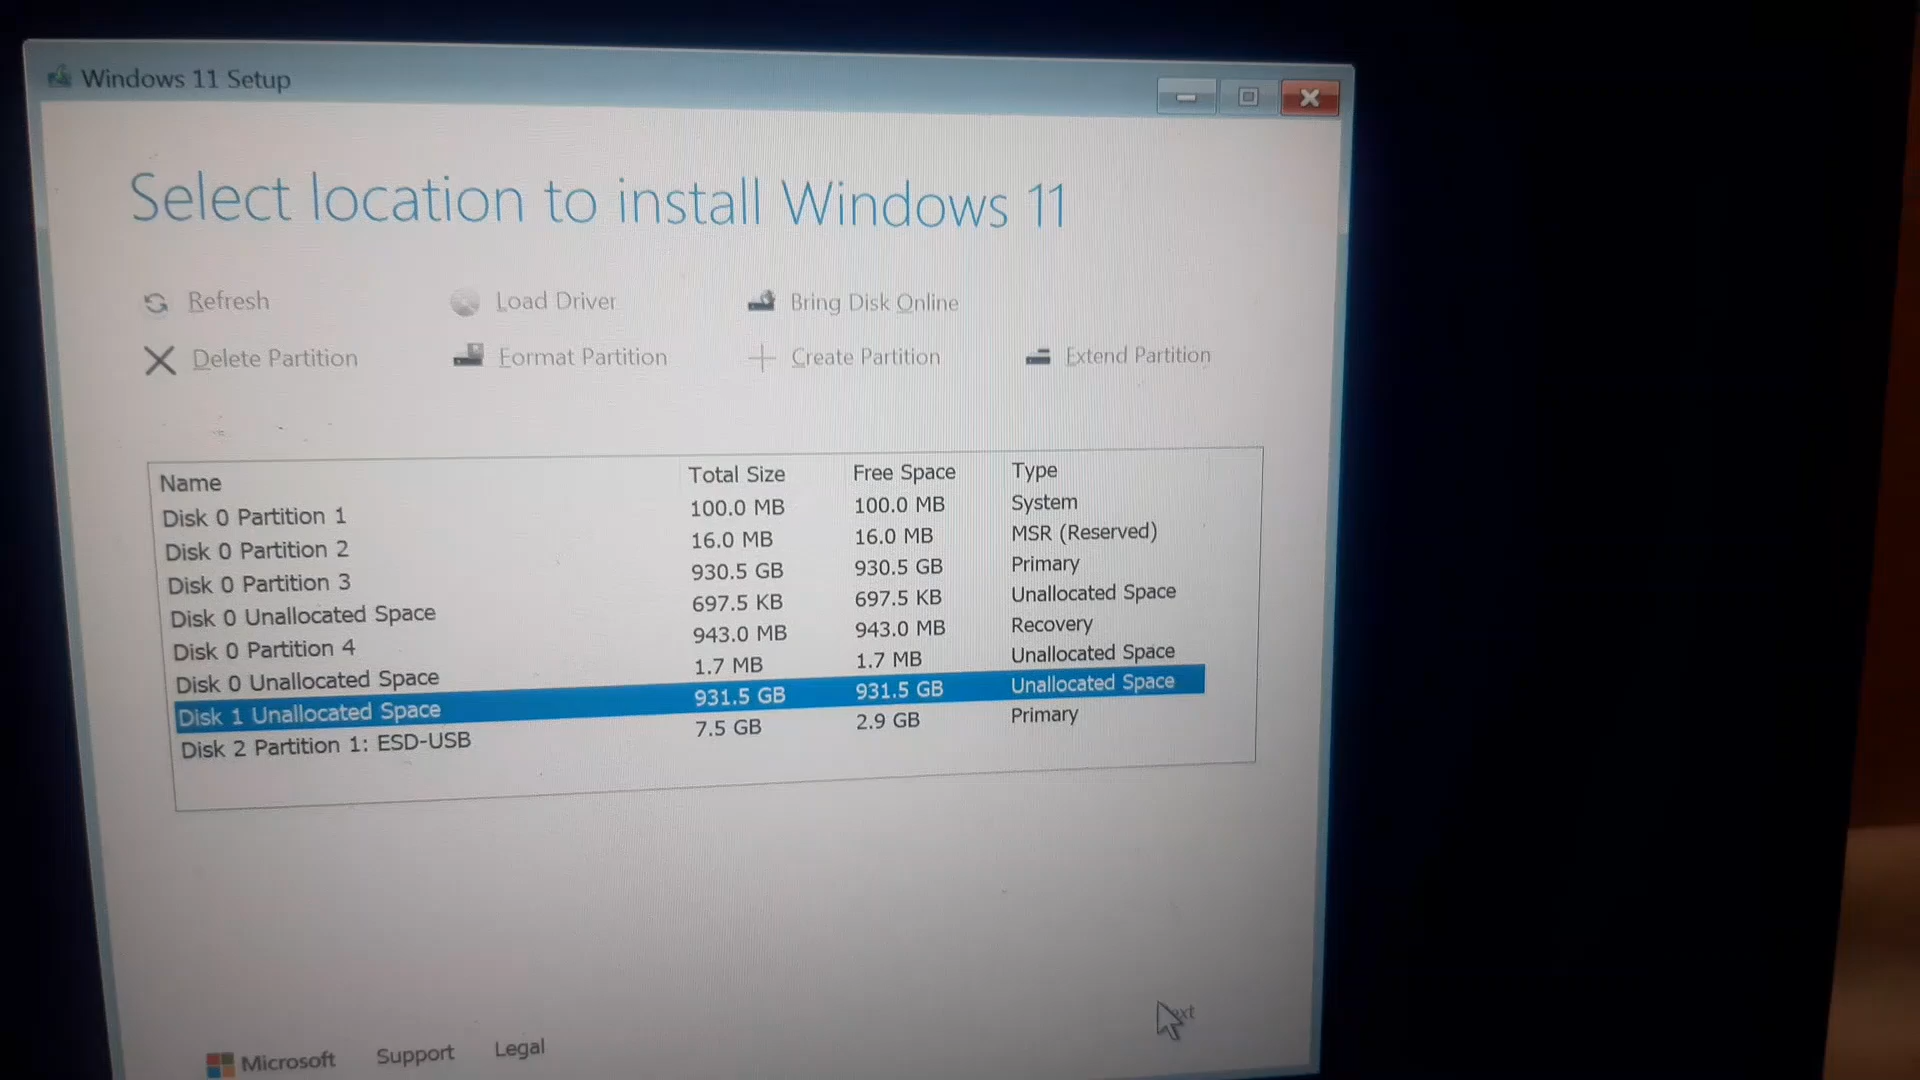 Windows 11 Setup
Select location to install Windows 11
Refresh Load Driver Bring Disk Online
Delete Partition Format Partition Create Partition Extend Partition
Name Total Size Free Space Type
Disk 0 Partition 1 100.0 MB 100.0 MB System
Disk 0 Partition 2 16.0 MB 16.0 MB MSR (Reserved)
Disk 0 Partition 3 930.5 GB 930.5 GB Primary
Disk 0 Unallocated Space 697.5 KB 697.5 KB Unallocated Space
Disk 0 Partition 4 943.0 MB 943.0 MB Recovery
Disk 0 Unallocated Space 1.7 MB 1.7 MB Unallocated Space
Disk 1 Unallocated Space 931.5 GB 931.5 GB Unallocated Space
Disk 2 Partition 1: ESD-USB 7.5 GB 2.9 GB Primary
Microsoft Support Legal